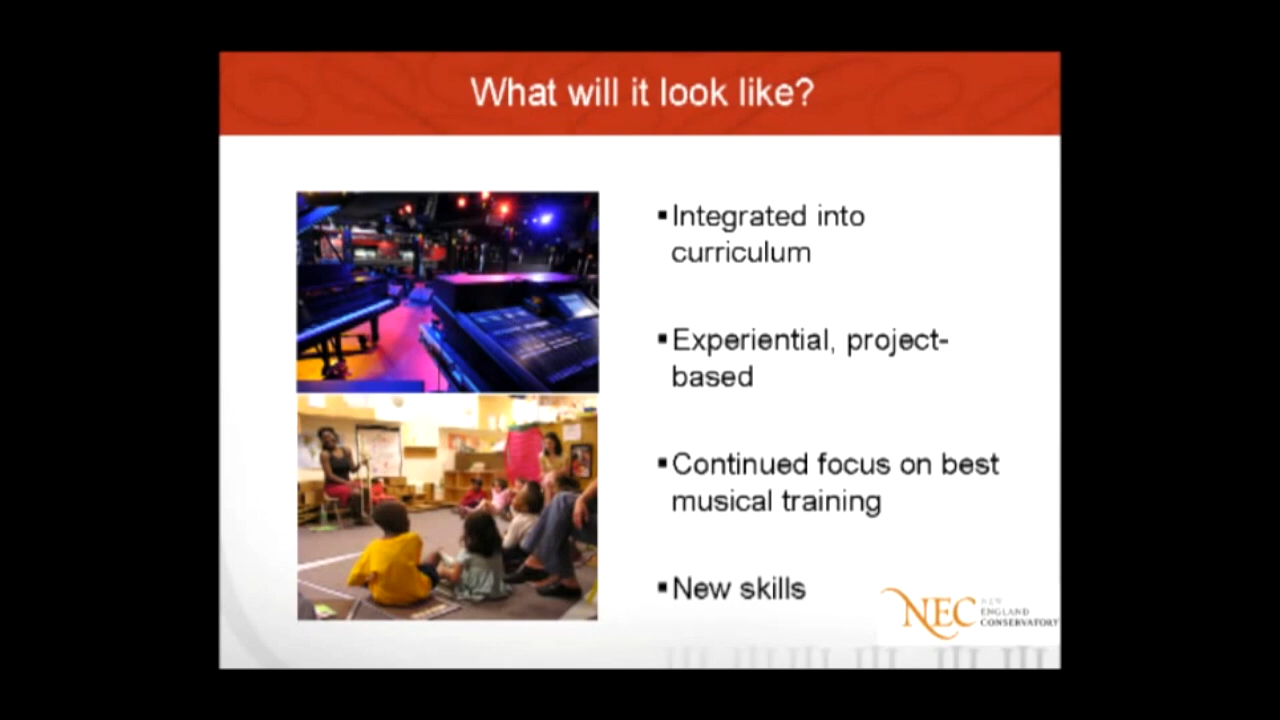 What will it look like?
▪Integrated into
curriculum
▪Experiential, project-
based
▪Continued focus on best
musical training
▪New skills
NEC
NEW
ENGLAND
CONSERVATORY